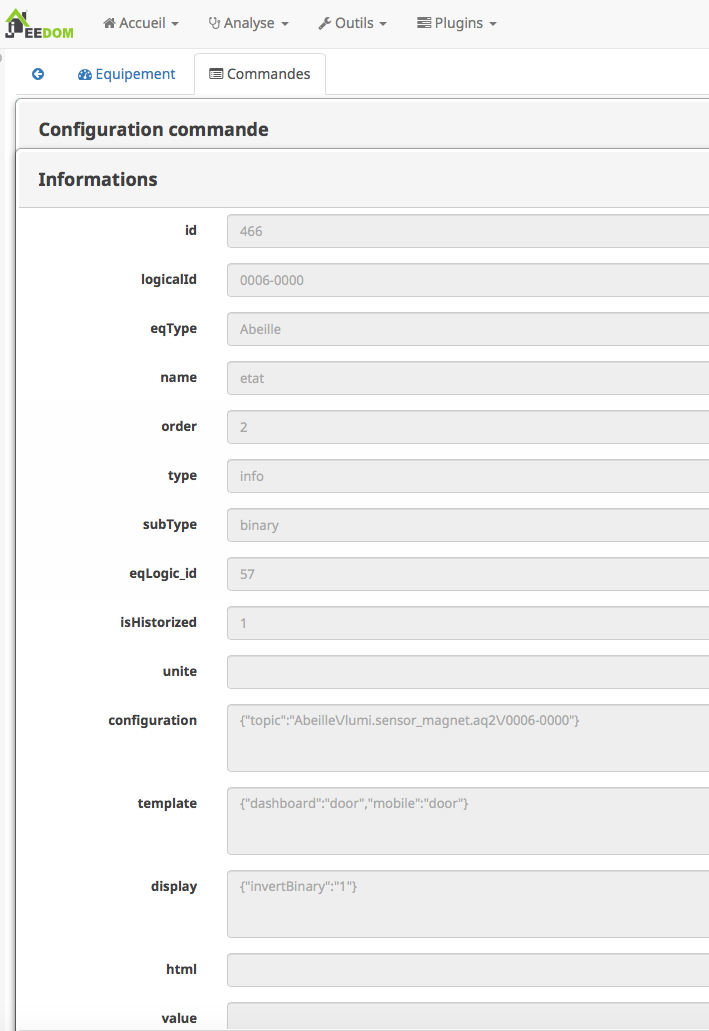 JEEDOM Accueil Analyse Outils Plugins
Equipement Commandes
Configuration commande
Informations
id 466
logicalId 0006-0000
eqType Abeille
name etat
order 2
type info
subType binary
eqLogic_id 57
isHistorized 1
unite
configuration {"topic":"Abeille\/lumi.sensor_magnet.aq2\/0006-0000"}
template {"dashboard":"door","mobile":"door"}
display {"invertBinary":"1"}
html
value